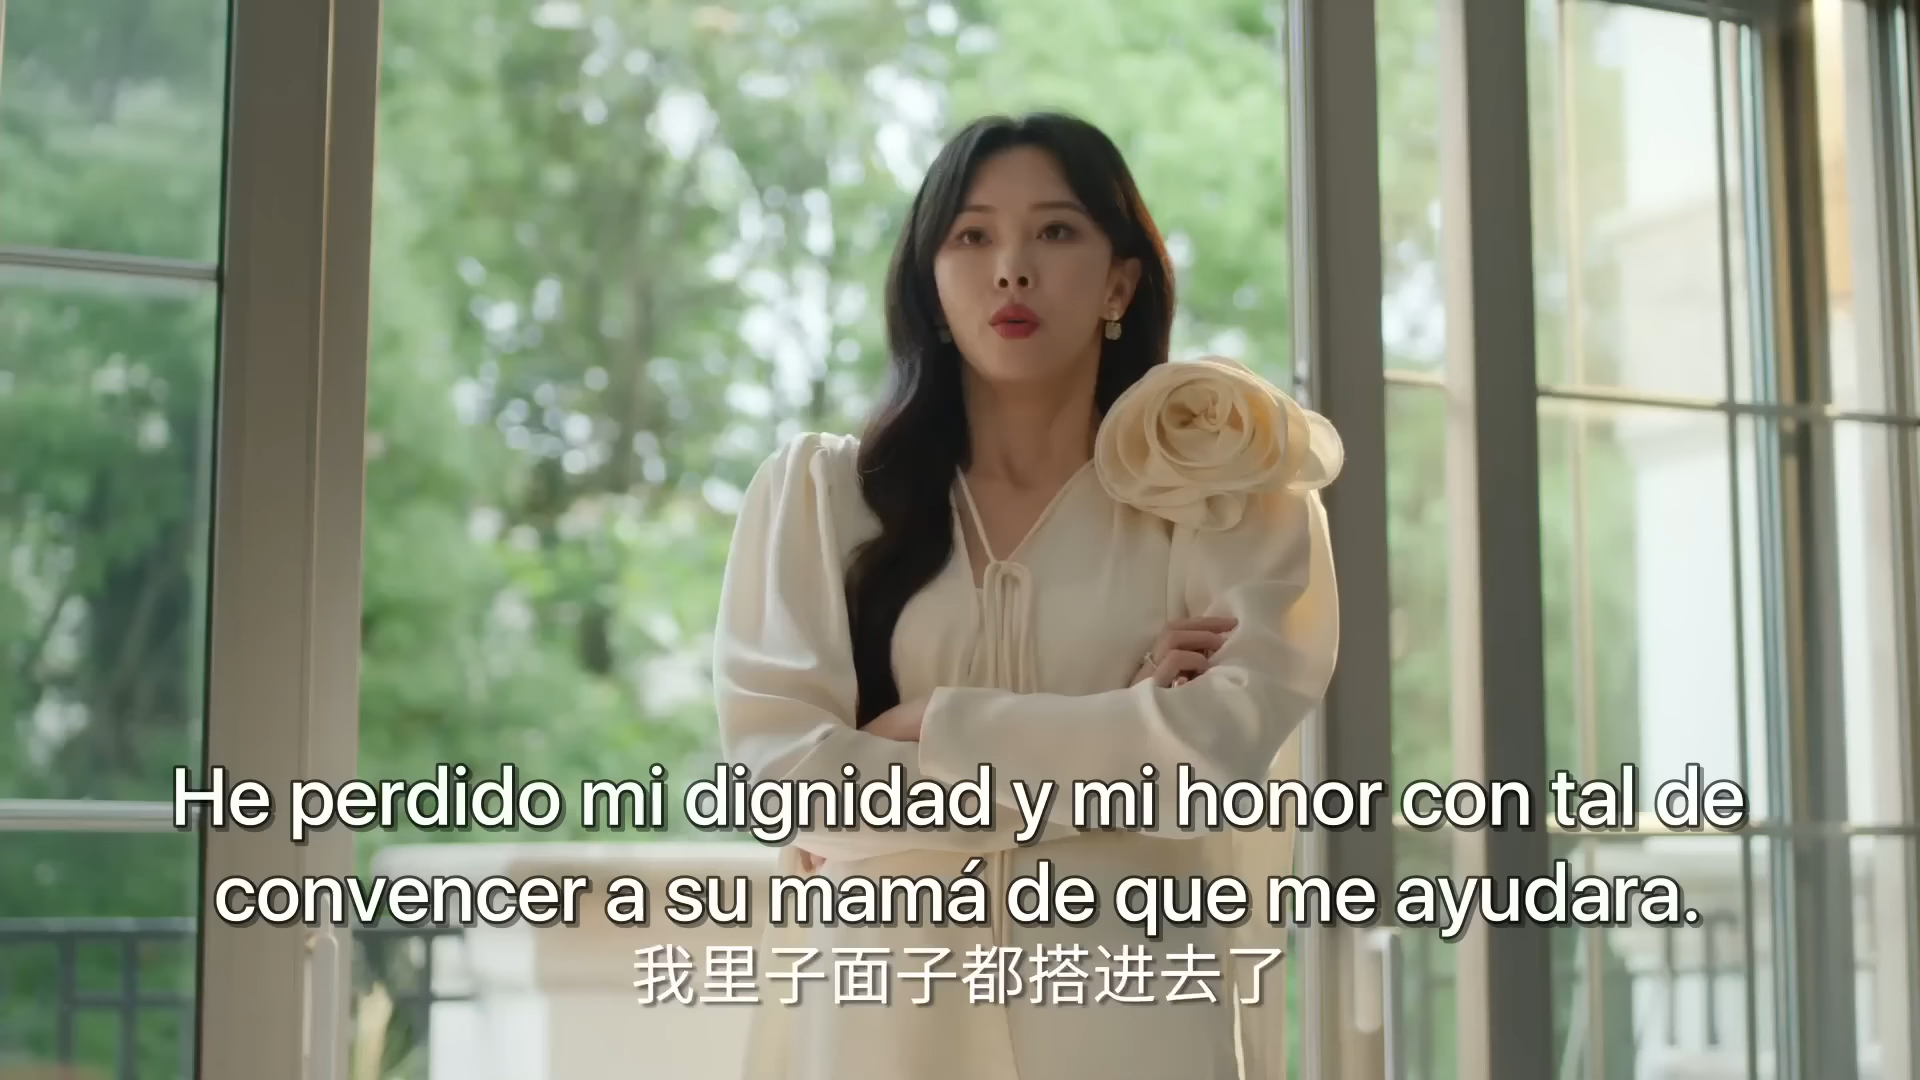 He perdido mi dignidad y mi honor con tal de
convencer a su mamá de que me ayudara.
我里子面子都搭进去了